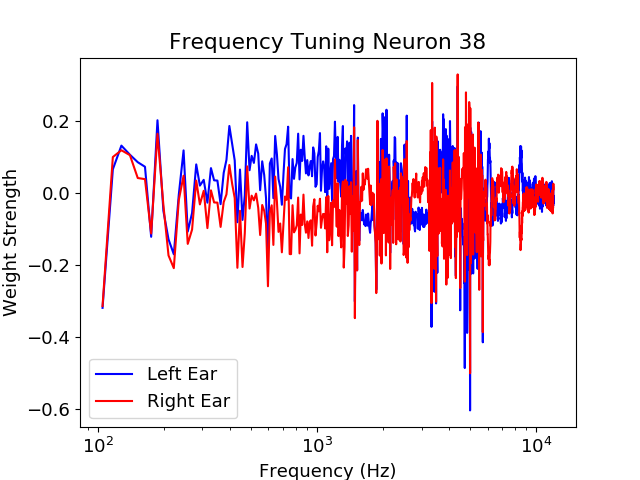 Frequency Tuning Neuron 38
Weight Strength
0.2
0.0
−0.2
−0.4
−0.6
Left Ear
Right Ear
10²
10³
10⁴
Frequency (Hz)